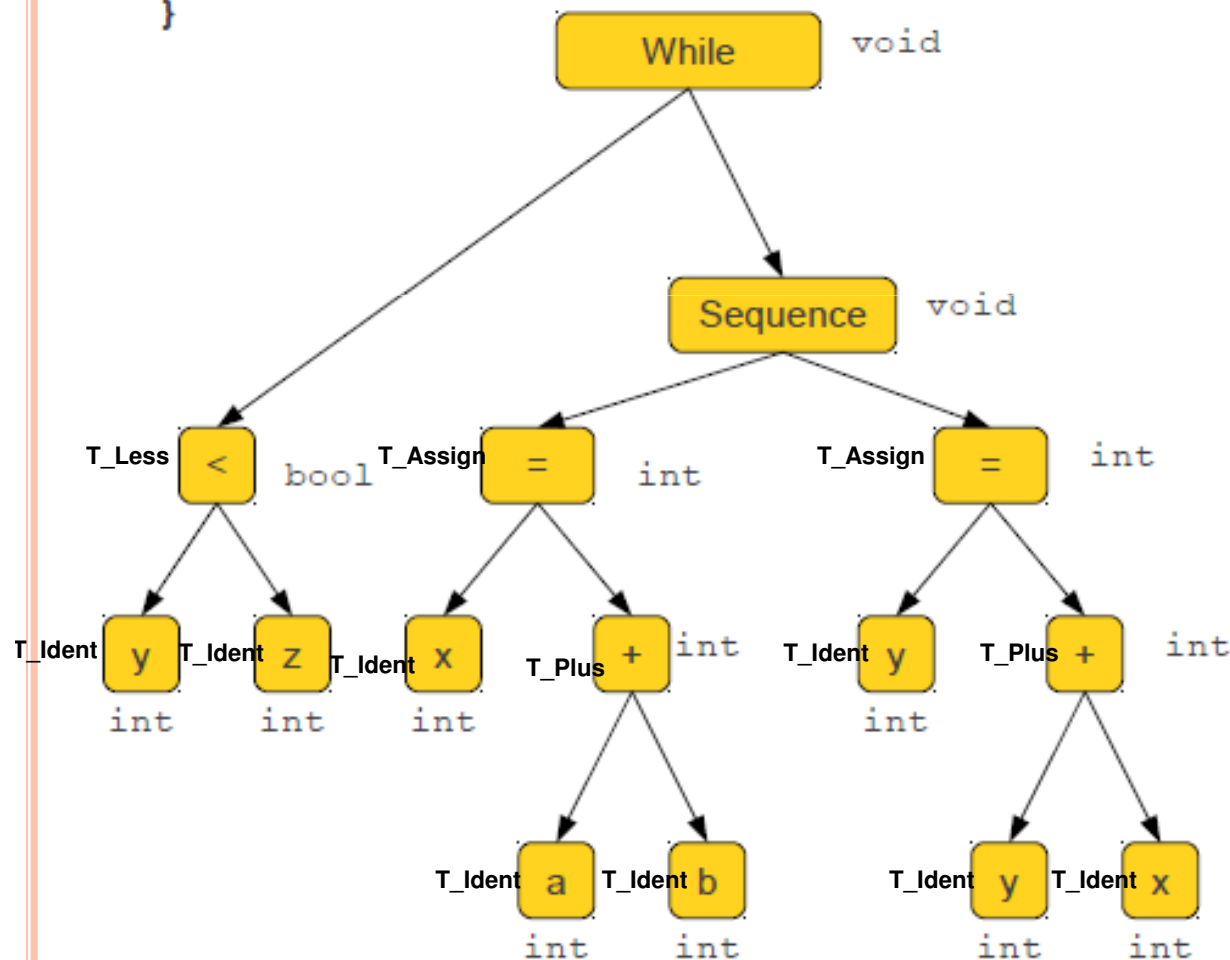 }
While void
Sequence void
T_Less < bool T_Assign = int T_Assign = int
T_Ident y T_Ident z T_Ident x T_Plus + int T_Ident y T_Plus + int
int int int int
T_Ident a T_Ident b T_Ident y T_Ident x
int int int int